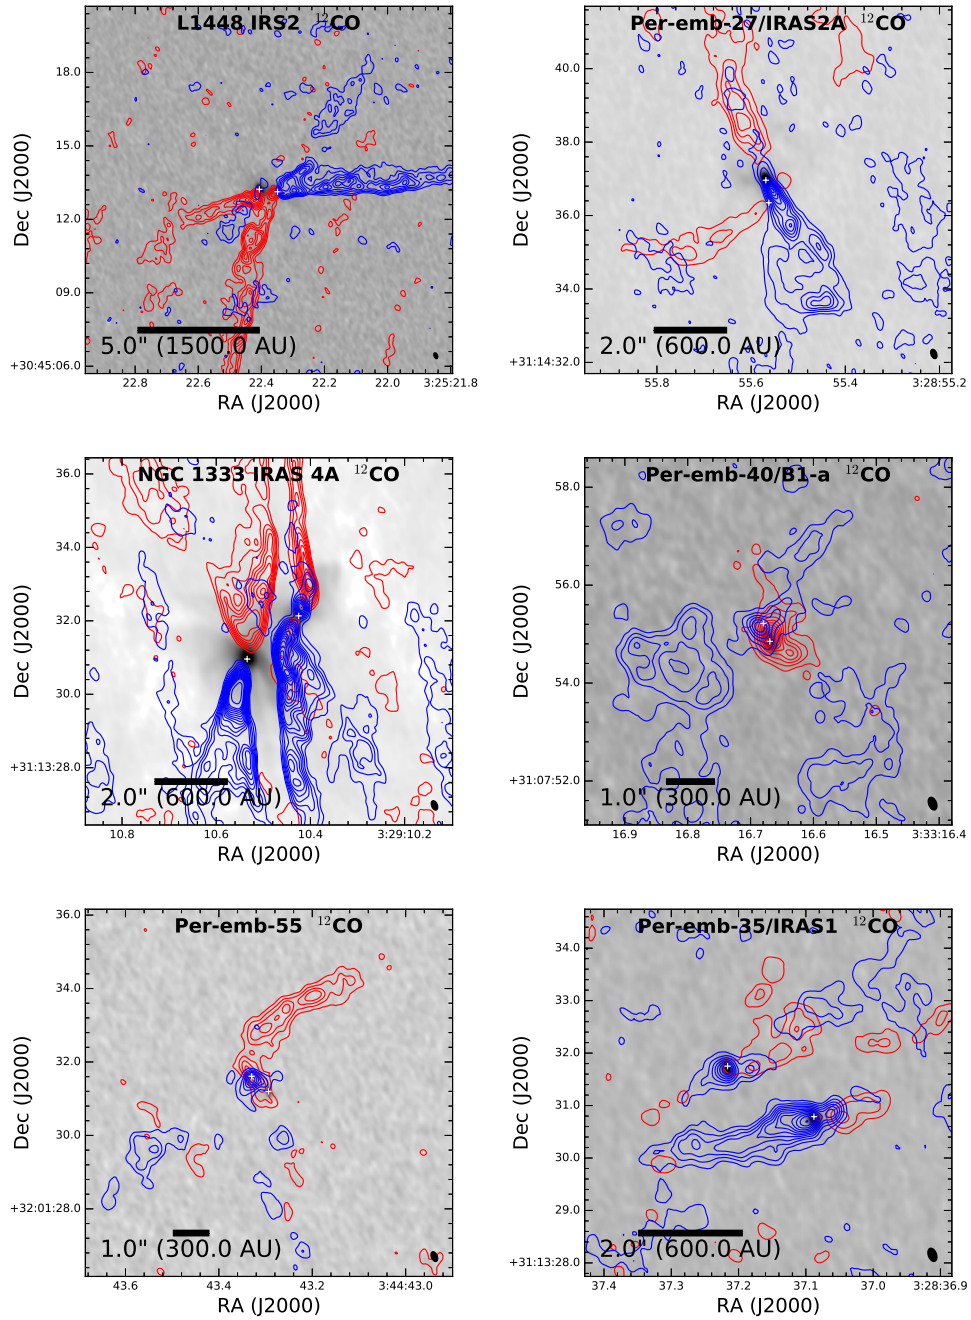 L1448 IRS2 ¹²CO
18.0
15.0
12.0
09.0
+30:45:06.0
Dec (J2000)
5.0" (1500.0 AU)
22.8 22.6 22.4 22.2 22.0 3:25:21.8
RA (J2000)
Per-emb-27/IRAS2A ¹²CO
40.0
38.0
36.0
34.0
+31:14:32.0
Dec (J2000)
2.0" (600.0 AU)
55.8 55.6 55.4 3:28:55.2
RA (J2000)
NGC 1333 IRAS 4A ¹²CO
36.0
34.0
32.0
30.0
+31:13:28.0
Dec (J2000)
2.0" (600.0 AU)
10.8 10.6 10.4 3:29:10.2
RA (J2000)
Per-emb-40/B1-a ¹²CO
58.0
56.0
54.0
+31:07:52.0
Dec (J2000)
1.0" (300.0 AU)
16.9 16.8 16.7 16.6 16.5 3:33:16.4
RA (J2000)
Per-emb-55 ¹²CO
36.0
34.0
32.0
30.0
+32:01:28.0
Dec (J2000)
1.0" (300.0 AU)
43.6 43.4 43.2 3:44:43.0
RA (J2000)
Per-emb-35/IRAS1 ¹²CO
34.0
33.0
32.0
31.0
30.0
29.0
+31:13:28.0
Dec (J2000)
2.0" (600.0 AU)
37.4 37.3 37.2 37.1 37.0 3:28:36.9
RA (J2000)